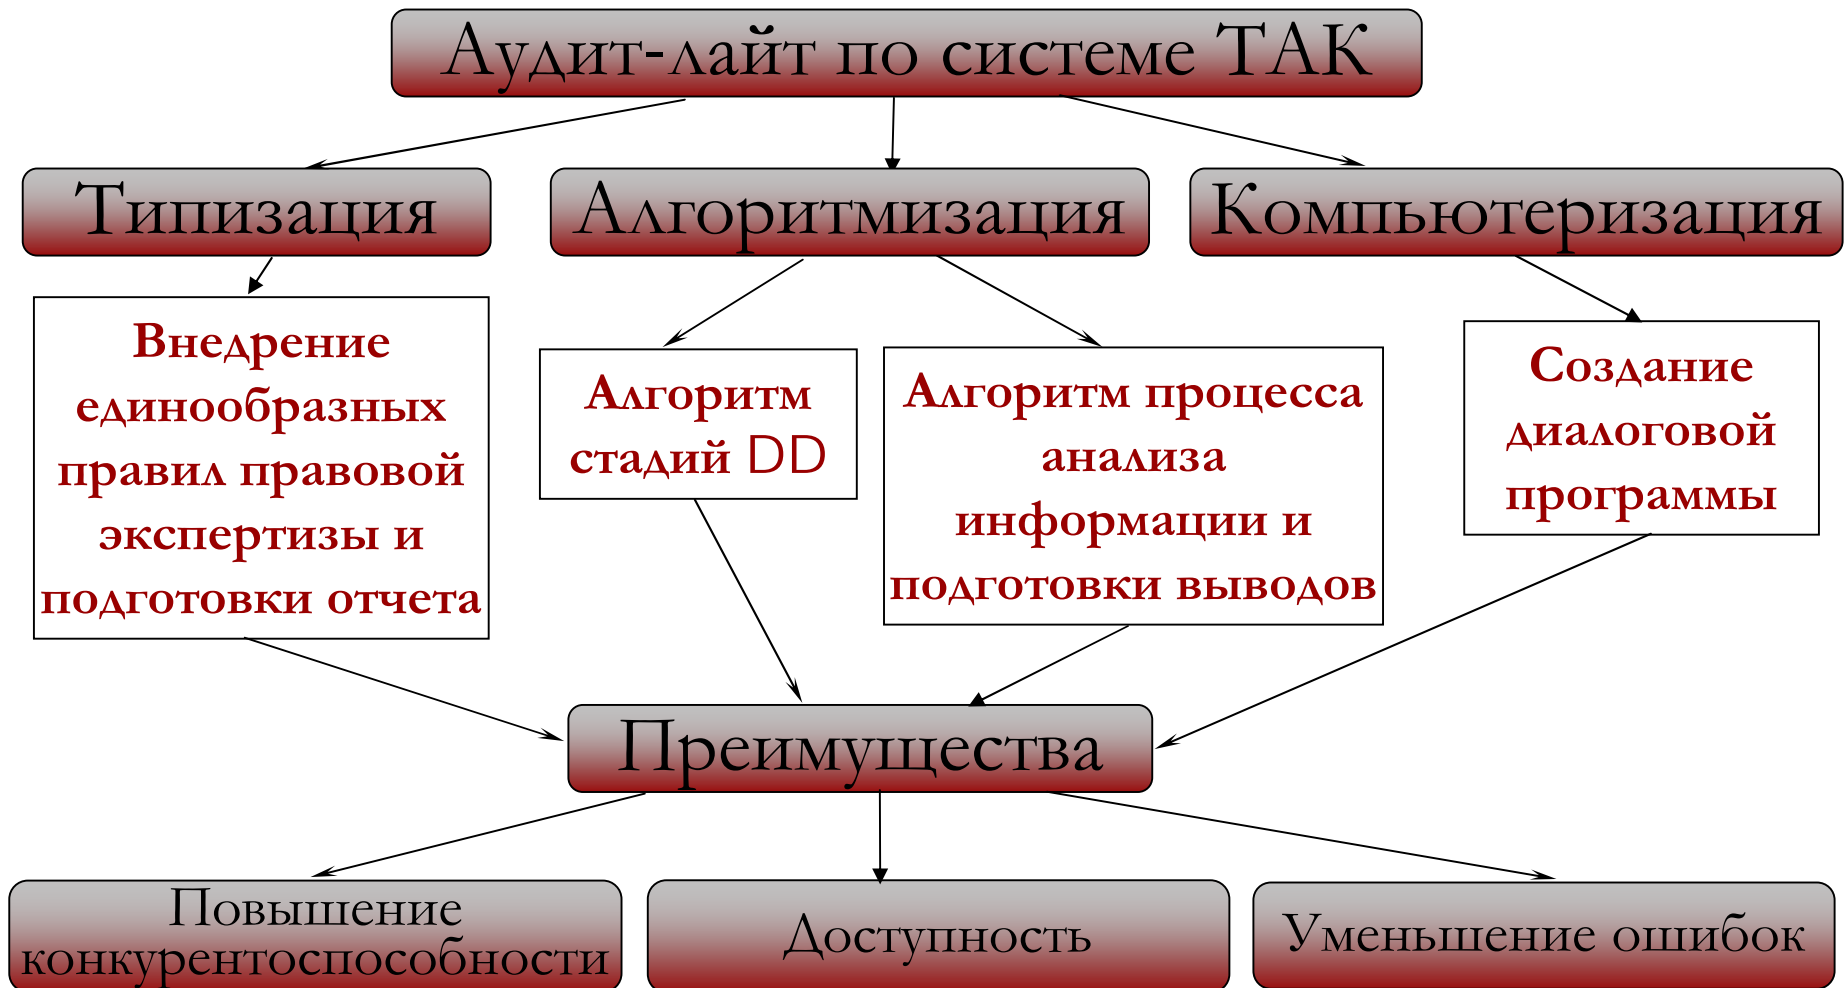 Аудит-лайт по системе ТАК
Типизация
Алгоритмизация
Компьютеризация
Внедрение
единообразных
правил правовой
экспертизы и
подготовки отчета
Алгоритм
стадий DD
Алгоритм процесса
анализа
информации и
подготовки выводов
Создание
диалоговой
программы
Преимущества
Повышение
конкурентоспособности
Доступность
Уменьшение ошибок